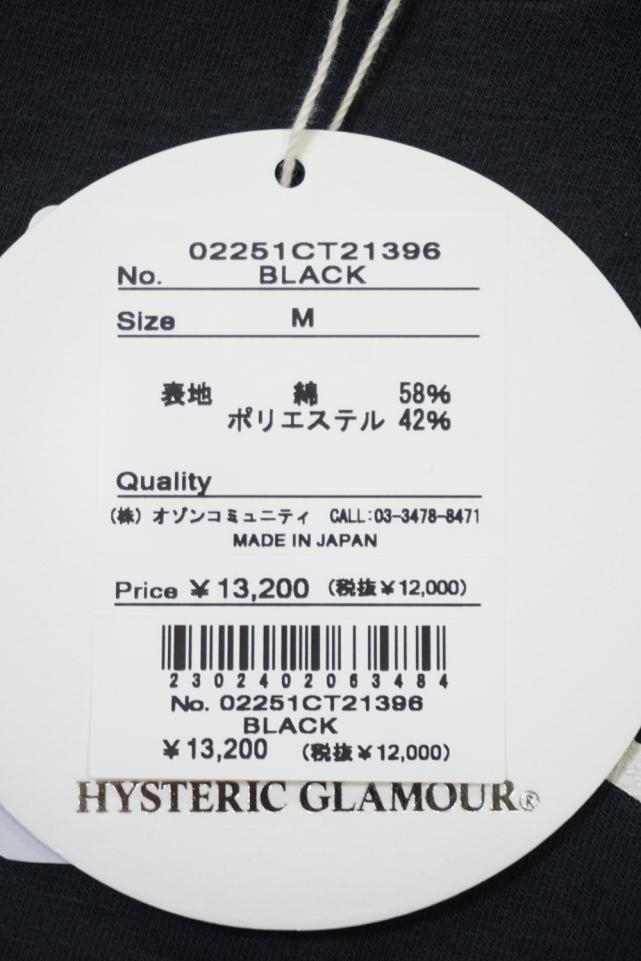 02251CT21396
No. BLACK
Size M
表地 綿 58%
ポリエステル 42%
Quality
(株) オゾンコミュニティ CALL:03-3478-8471
MADE IN JAPAN
Price ¥13,200 (税抜¥12,000)
2302402063484
No. 02251CT21396
BLACK
¥13,200 (税抜¥12,000)
HYSTERIC GLAMOUR®